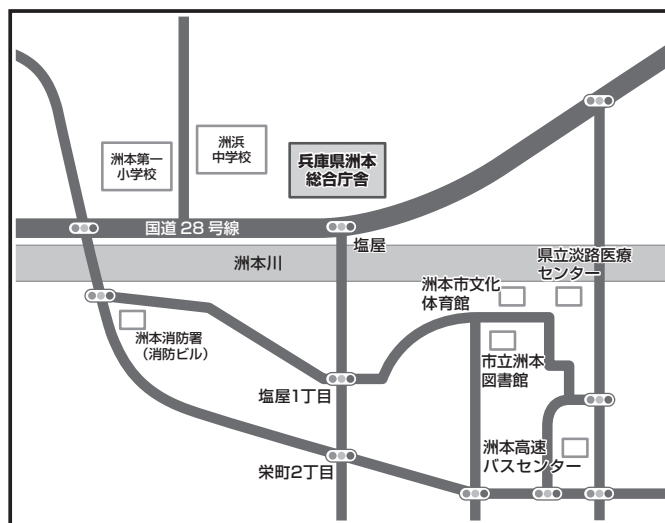 洲本第一
小学校
洲浜
中学校
兵庫県洲本
総合庁舎
国道28号線
塩屋
洲本川
県立淡路医療
センター
洲本市文化
体育館
洲本消防署
（消防ビル）
市立洲本
図書館
塩屋1丁目
洲本高速
バスセンター
栄町2丁目